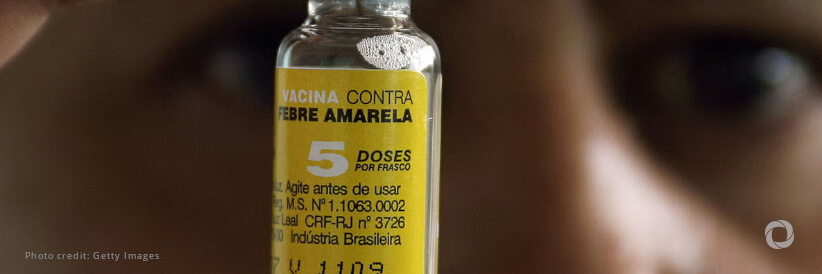 VACINA CONTRA
FEBRE AMARELA
5 DOSES
POR FRASCO
Agite antes de usar
M.S. Nº 1.1063.0002
Leal CRF-RJ nº 3726
Indústria Brasileira
V 1109
Photo credit: Getty Images